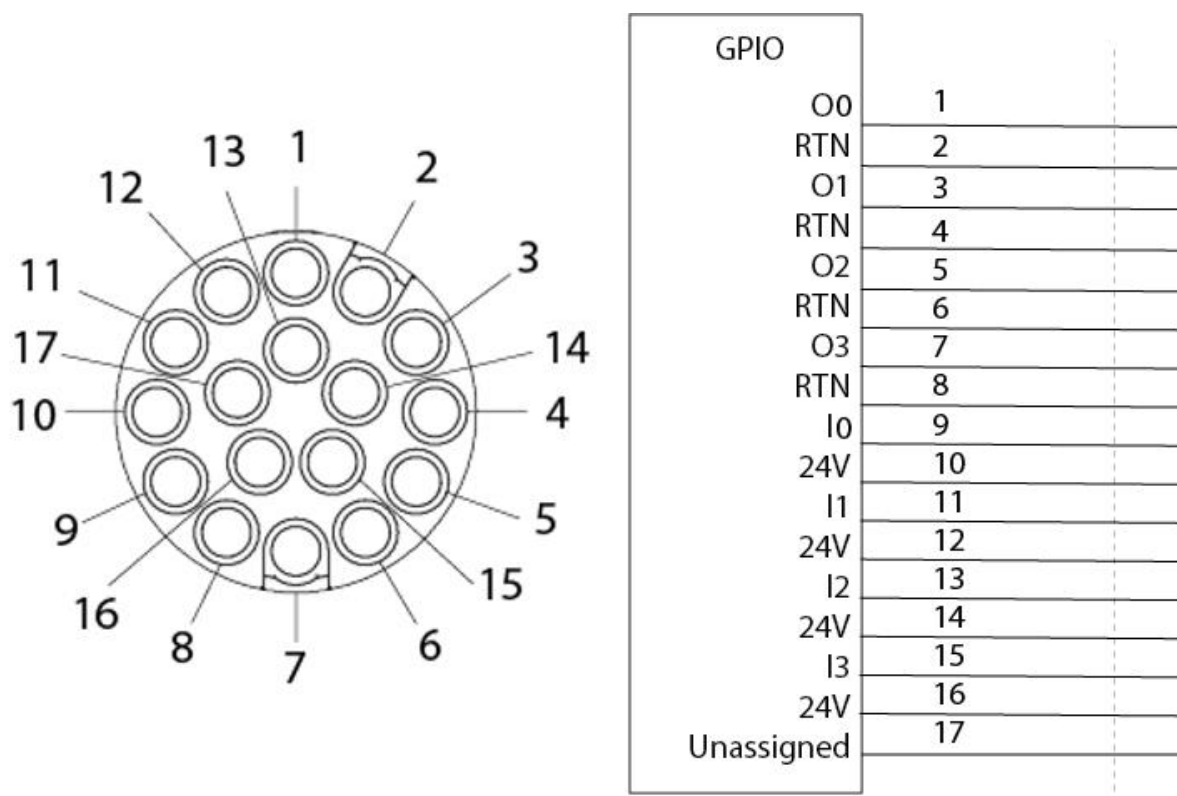 13
1
2
12
3
11
17
14
10
4
9
5
16
15
8
6
7
GPIO
O0 1
RTN 2
O1 3
RTN 4
O2 5
RTN 6
O3 7
RTN 8
I0 9
24V 10
I1 11
24V 12
I2 13
24V 14
I3 15
24V 16
Unassigned 17